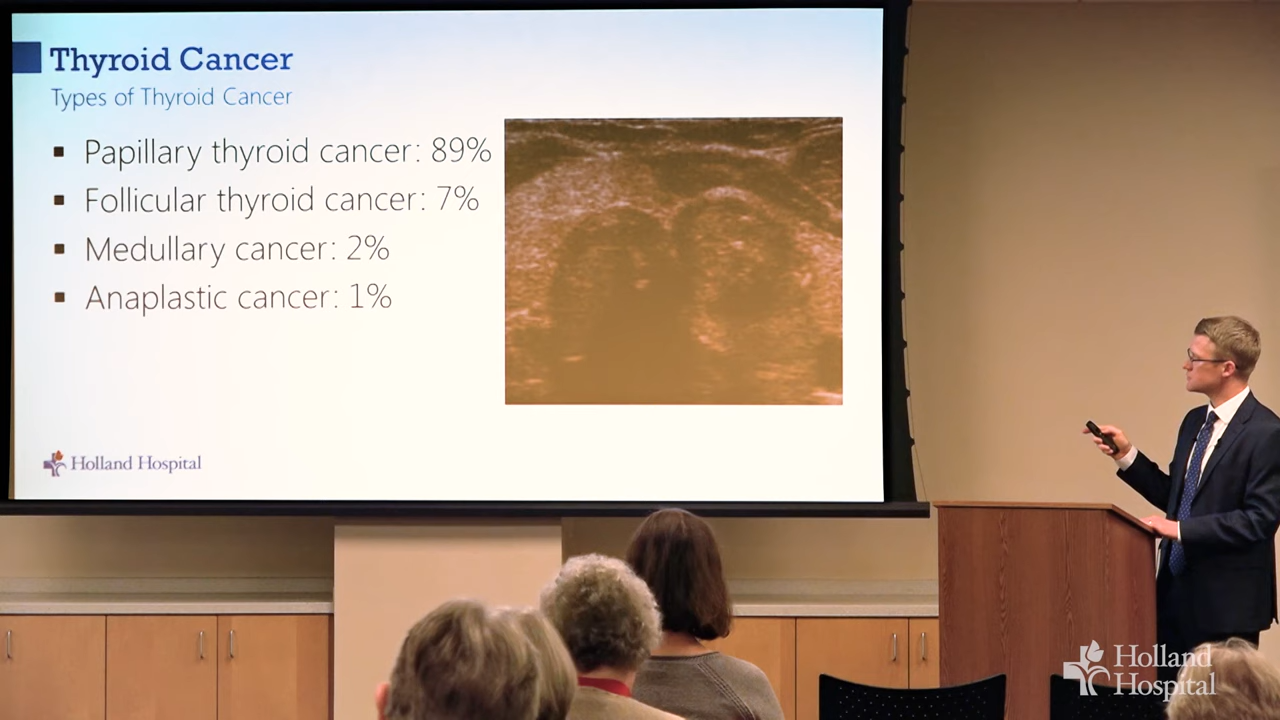 Thyroid Cancer
Types of Thyroid Cancer
Papillary thyroid cancer: 89%
Follicular thyroid cancer: 7%
Medullary cancer: 2%
Anaplastic cancer: 1%
Holland Hospital
Holland
Hospital